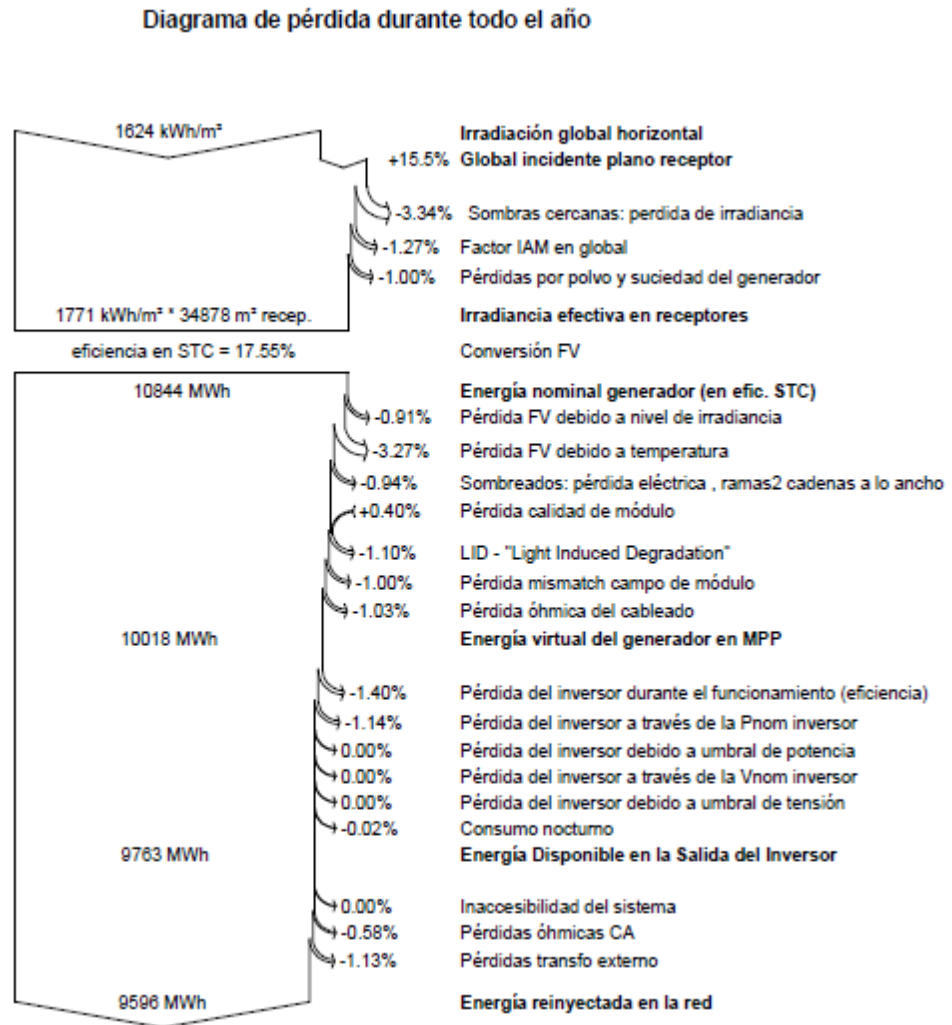 Diagrama de pérdida durante todo el año
1624 kWh/m² Irradiación global horizontal
+15.5% Global incidente plano receptor
-3.34% Sombras cercanas: perdida de irradiancia
-1.27% Factor IAM en global
-1.00% Pérdidas por polvo y suciedad del generador
1771 kWh/m² * 34878 m² recep. Irradiancia efectiva en receptores
eficiencia en STC = 17.55% Conversión FV
10844 MWh Energía nominal generador (en efic. STC)
-0.91% Pérdida FV debido a nivel de irradiancia
-3.27% Pérdida FV debido a temperatura
-0.94% Sombreados: pérdida eléctrica , ramas2 cadenas a lo ancho
+0.40% Pérdida calidad de módulo
-1.10% LID - "Light Induced Degradation"
-1.00% Pérdida mismatch campo de módulo
-1.03% Pérdida óhmica del cableado
10018 MWh Energía virtual del generador en MPP
-1.40% Pérdida del inversor durante el funcionamiento (eficiencia)
-1.14% Pérdida del inversor a través de la Pnom inversor
0.00% Pérdida del inversor debido a umbral de potencia
0.00% Pérdida del inversor a través de la Vnom inversor
0.00% Pérdida del inversor debido a umbral de tensión
-0.02% Consumo nocturno
9763 MWh Energía Disponible en la Salida del Inversor
0.00% Inaccesibilidad del sistema
-0.58% Pérdidas óhmicas CA
-1.13% Pérdidas transfo externo
9596 MWh Energía reinyectada en la red